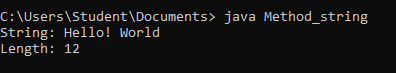 C:\Users\Student\Documents> java Method_string
String: Hello! World
Length: 12